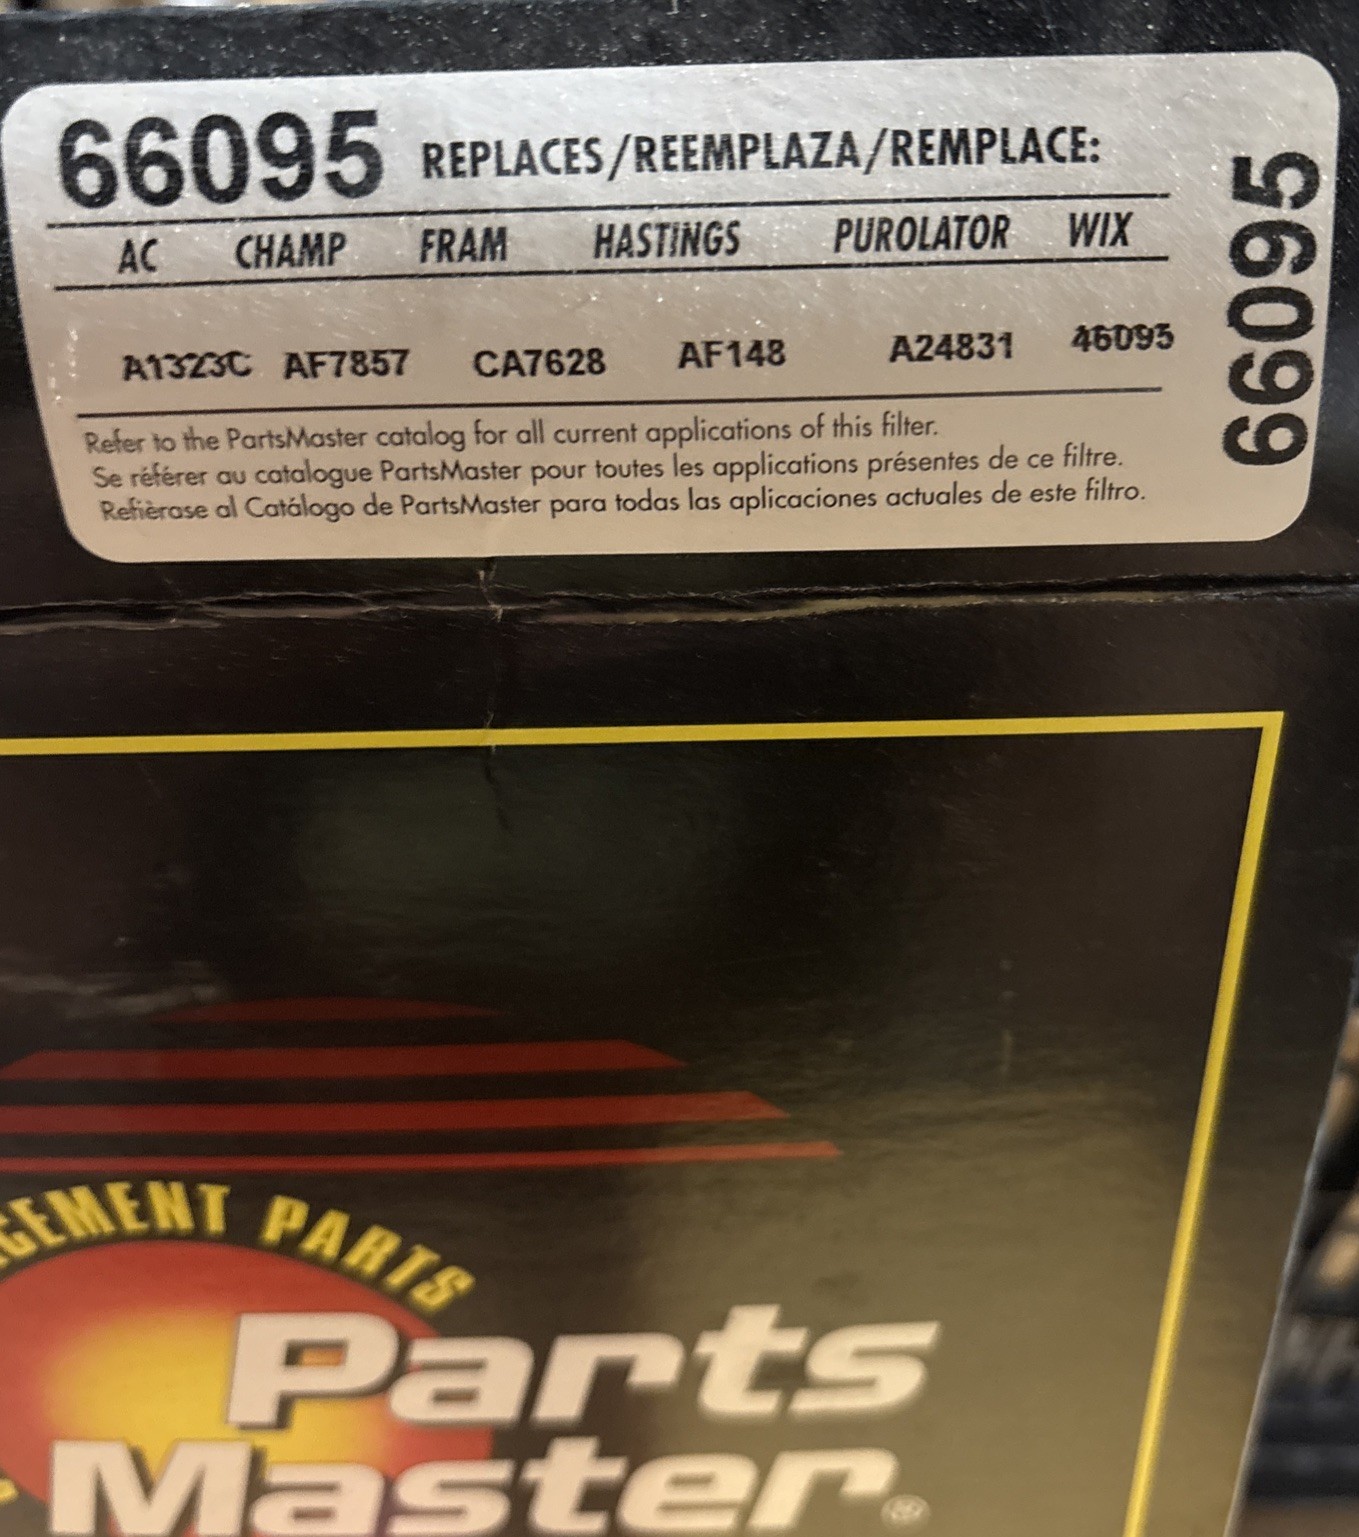 66095 REPLACES/REEMPLAZA/REMPLACE:
AC CHAMP FRAM HASTINGS PUROLATOR WIX
A1323C AF7857 CA7628 AF148 A24831 46095
Refer to the PartsMaster catalog for all current applications of this filter.
Se référer au catalogue PartsMaster pour toutes les applications présentes de ce filtre.
Refièrase al Catálogo de PartsMaster para todas las aplicaciones actuales de este filtro.
66095
PARTS
Parts
Master®